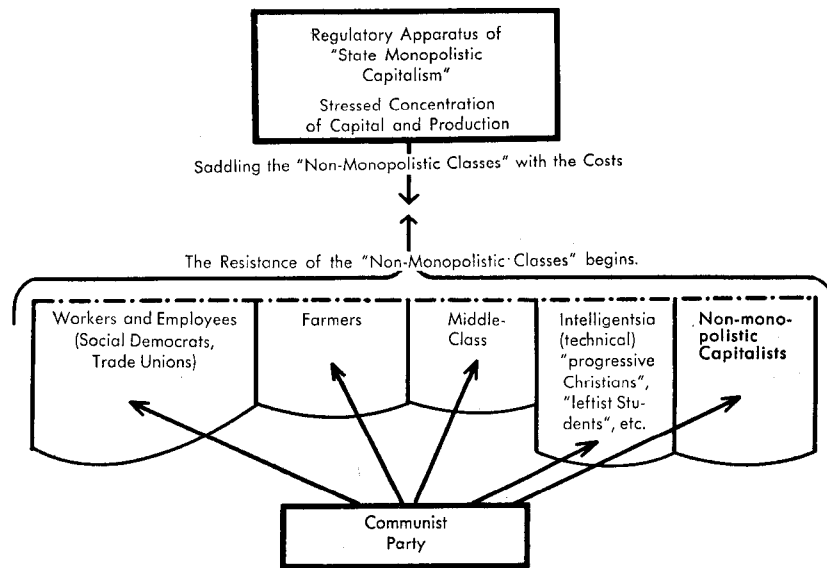 Regulatory Apparatus of
"State Monopolistic
Capitalism"
Stressed Concentration
of Capital and Production
Saddling the "Non-Monopolistic Classes" with the Costs
The Resistance of the "Non-Monopolistic Classes" begins.
Workers and Employees
(Social Democrats,
Trade Unions)
Farmers
Middle-
Class
Intelligentsia
(technical)
"progressive
Christians",
"leftist Stu-
dents", etc.
Non-mono-
polistic
Capitalists
Communist
Party